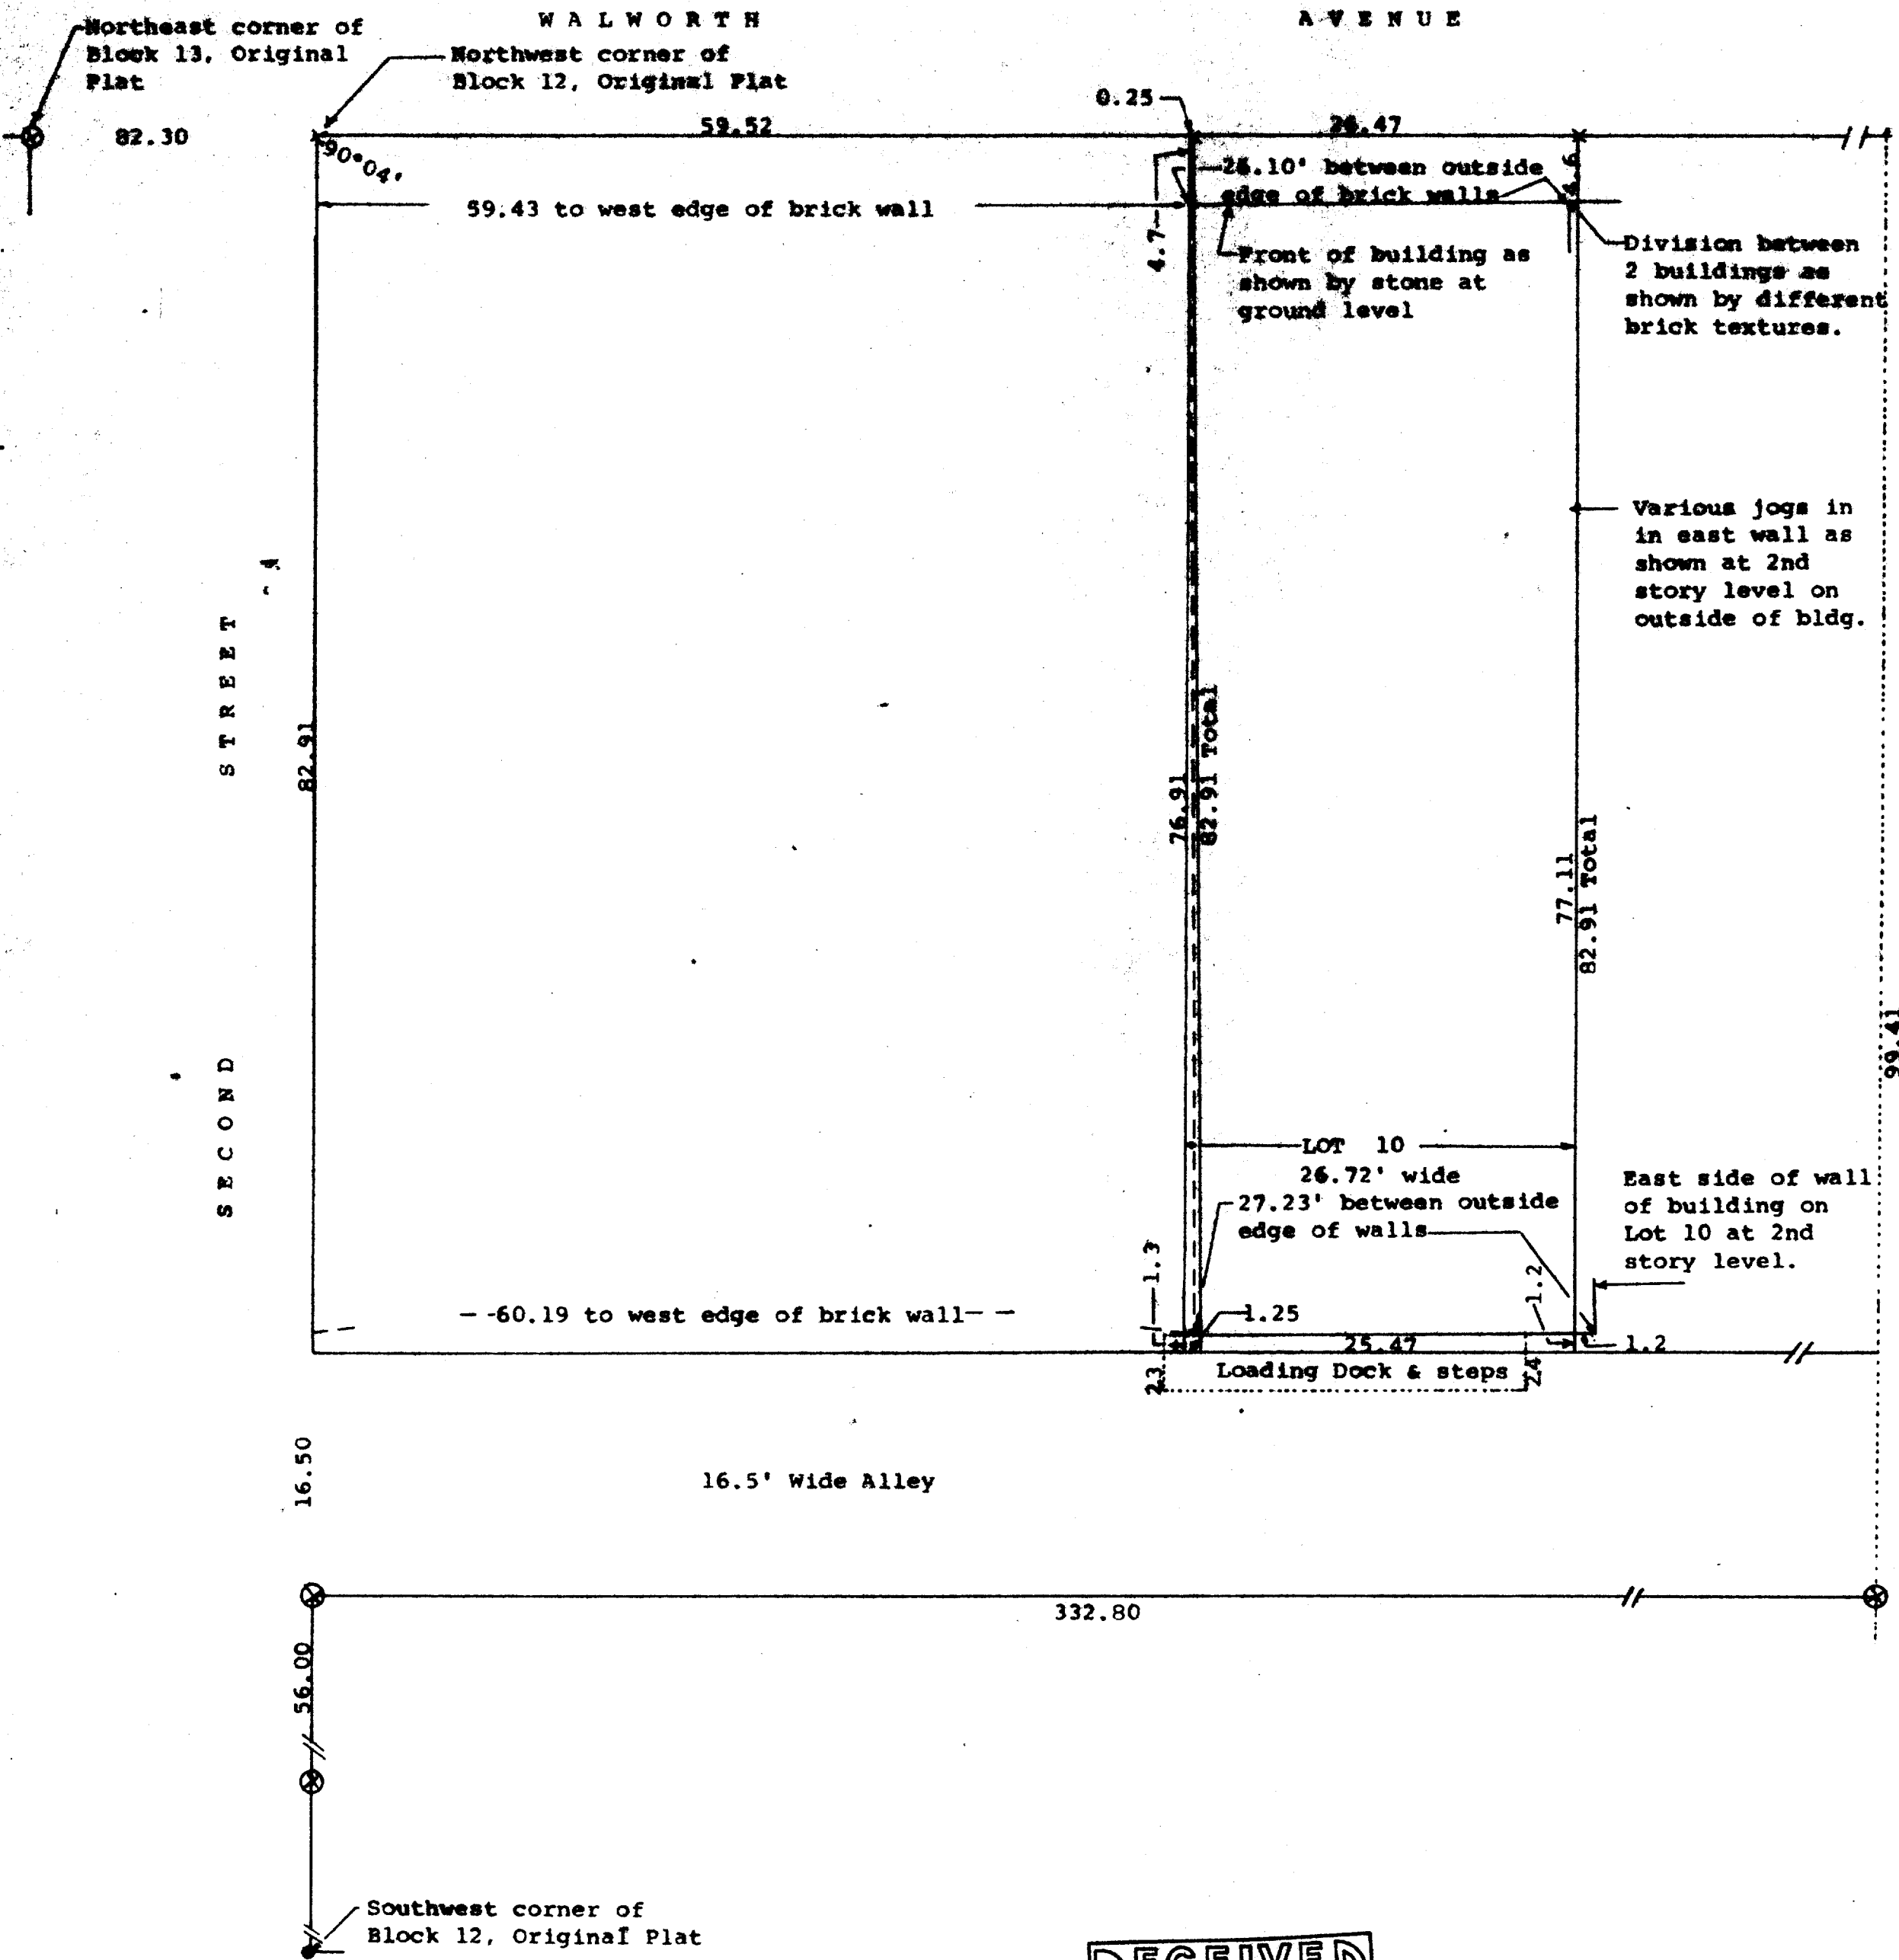 WALWORTH AVENUE
Northeast corner of
Block 13, Original
Plat
Northwest corner of
Block 12, Original Plat
82.30
59.52
0.25
26.47
90°04'
4.6
26.10' between outside
edge of brick walls
59.43 to west edge of brick wall
4.7
Front of building as
shown by stone at
ground level
Division between
2 buildings as
shown by different
brick textures.
Various jogs in
in east wall as
shown at 2nd
story level on
outside of bldg.
SECOND STREET
82.91
76.91
82.91 Total
77.11
82.91 Total
99.41
LOT 10
26.72' wide
27.23' between outside
edge of walls
East side of wall
of building on
Lot 10 at 2nd
story level.
1.3
1.2
- -60.19 to west edge of brick wall- -
1.25
25.47
1.2
2.3
Loading Dock & steps
2.4
16.50
16.5' Wide Alley
332.80
56.00
Southwest corner of
Block 12, Original Plat
RECEIVED